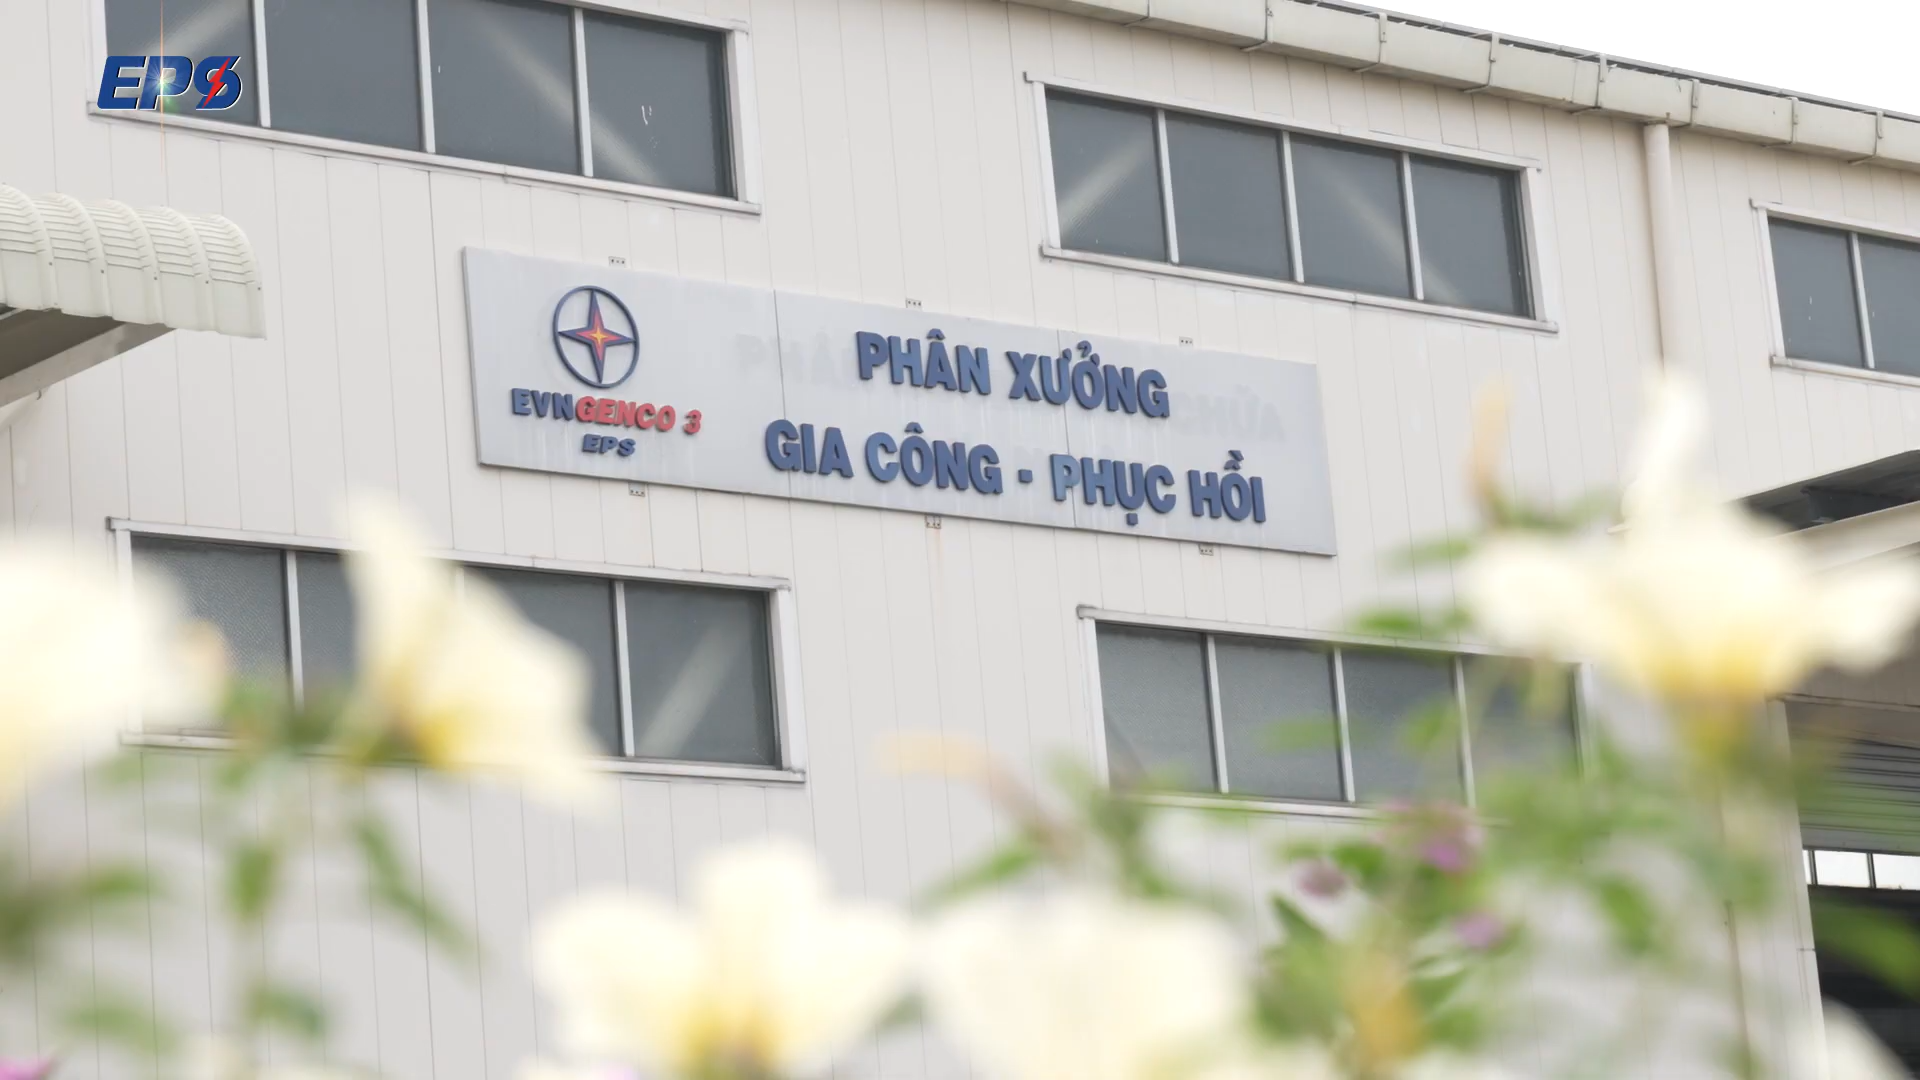 EPS
EVNGENCO 3
EPS
PHÂN XƯỞNG
GIA CÔNG - PHỤC HỒI